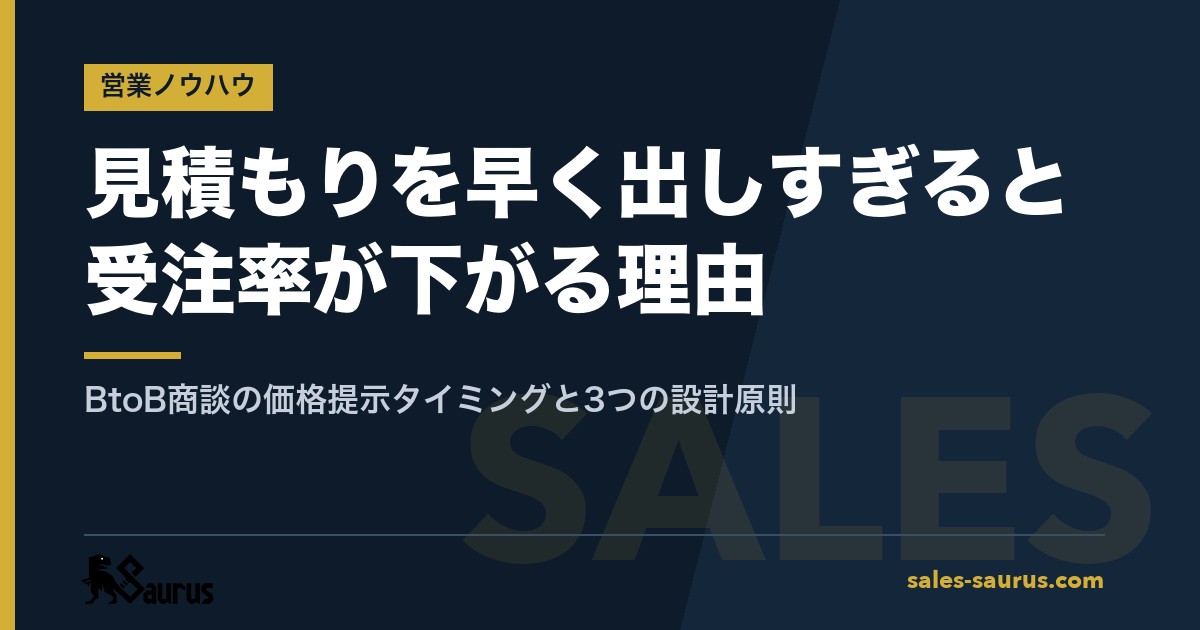 営業ノウハウ
見積もりを早く出しすぎると
受注率が下がる理由
BtoB商談の価格提示タイミングと3つの設計原則
SALES
Saurus
sales-saurus.com